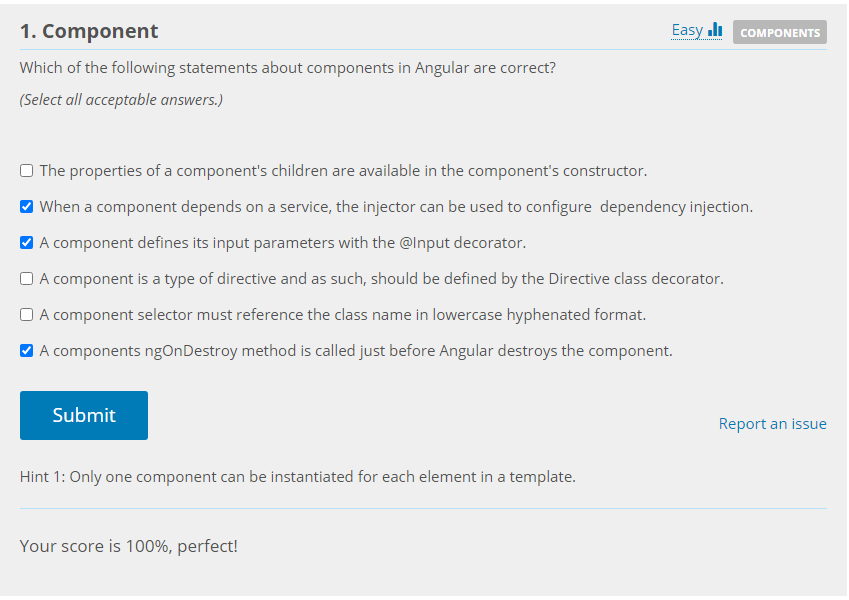 1. Component
Easy
COMPONENTS
Which of the following statements about components in Angular are correct?
(Select all acceptable answers.)
The properties of a component's children are available in the component's constructor.
When a component depends on a service, the injector can be used to configure  dependency injection.
A component defines its input parameters with the @Input decorator.
A component is a type of directive and as such, should be defined by the Directive class decorator.
A component selector must reference the class name in lowercase hyphenated format.
A components ngOnDestroy method is called just before Angular destroys the component.
Submit
Report an issue
Hint 1: Only one component can be instantiated for each element in a template.
Your score is 100%, perfect!